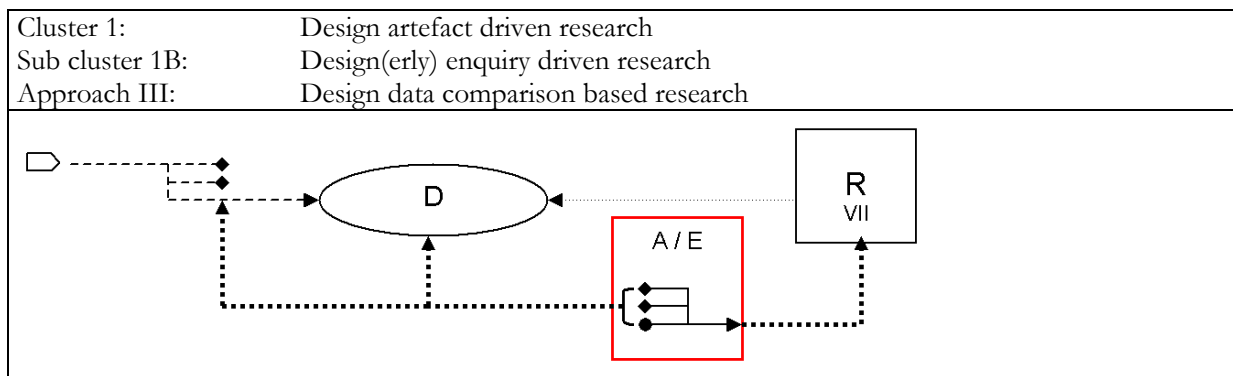 Cluster 1: Design artefact driven research
Sub cluster 1B: Design(erly) enquiry driven research
Approach III: Design data comparison based research
D
R
VII
A / E